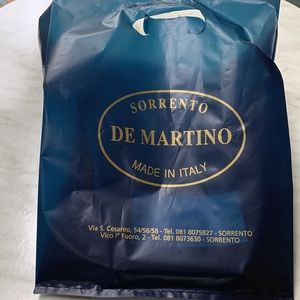 SORRENTO
DE MARTINO
MADE IN ITALY
Via S. Cesareo, 54/56/58 - Tel. 081 8075827 - SORRENTO
Vico I° Fuoro, 2 - Tel. 081 8073630 - SORRENTO